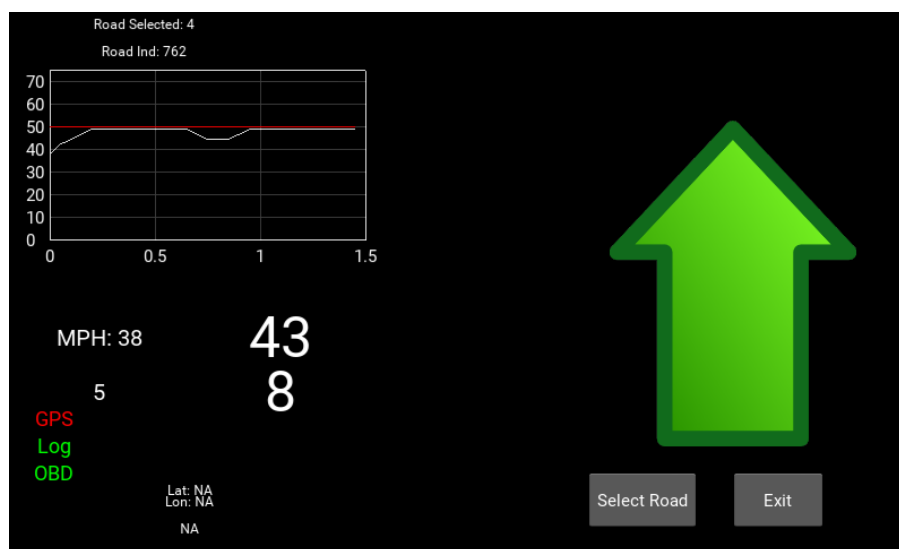 Road Selected: 4
Road Ind: 762
70
60
50
40
30
20
10
0
0 0.5 1 1.5
MPH: 38 43
5 8
GPS
Log
OBD
Lat: NA
Lon: NA
NA
Select Road Exit